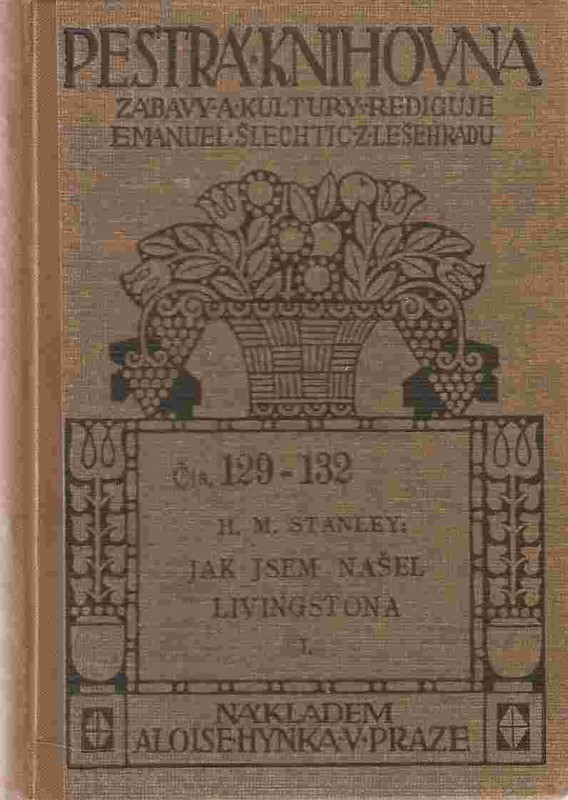 PESTRÁ·KNIHOVNA
ZÁBAVY·A·KULTURY·REDIGUJE
EMANUEL·ŠLECHTIC·Z·LEŠEHRADU
Čís. 129-132
H. M. STANLEY:
JAK JSEM NAŠEL
LIVINGSTONA
I.
NÁKLADEM
ALOISE·HYNKA·V·PRAZE